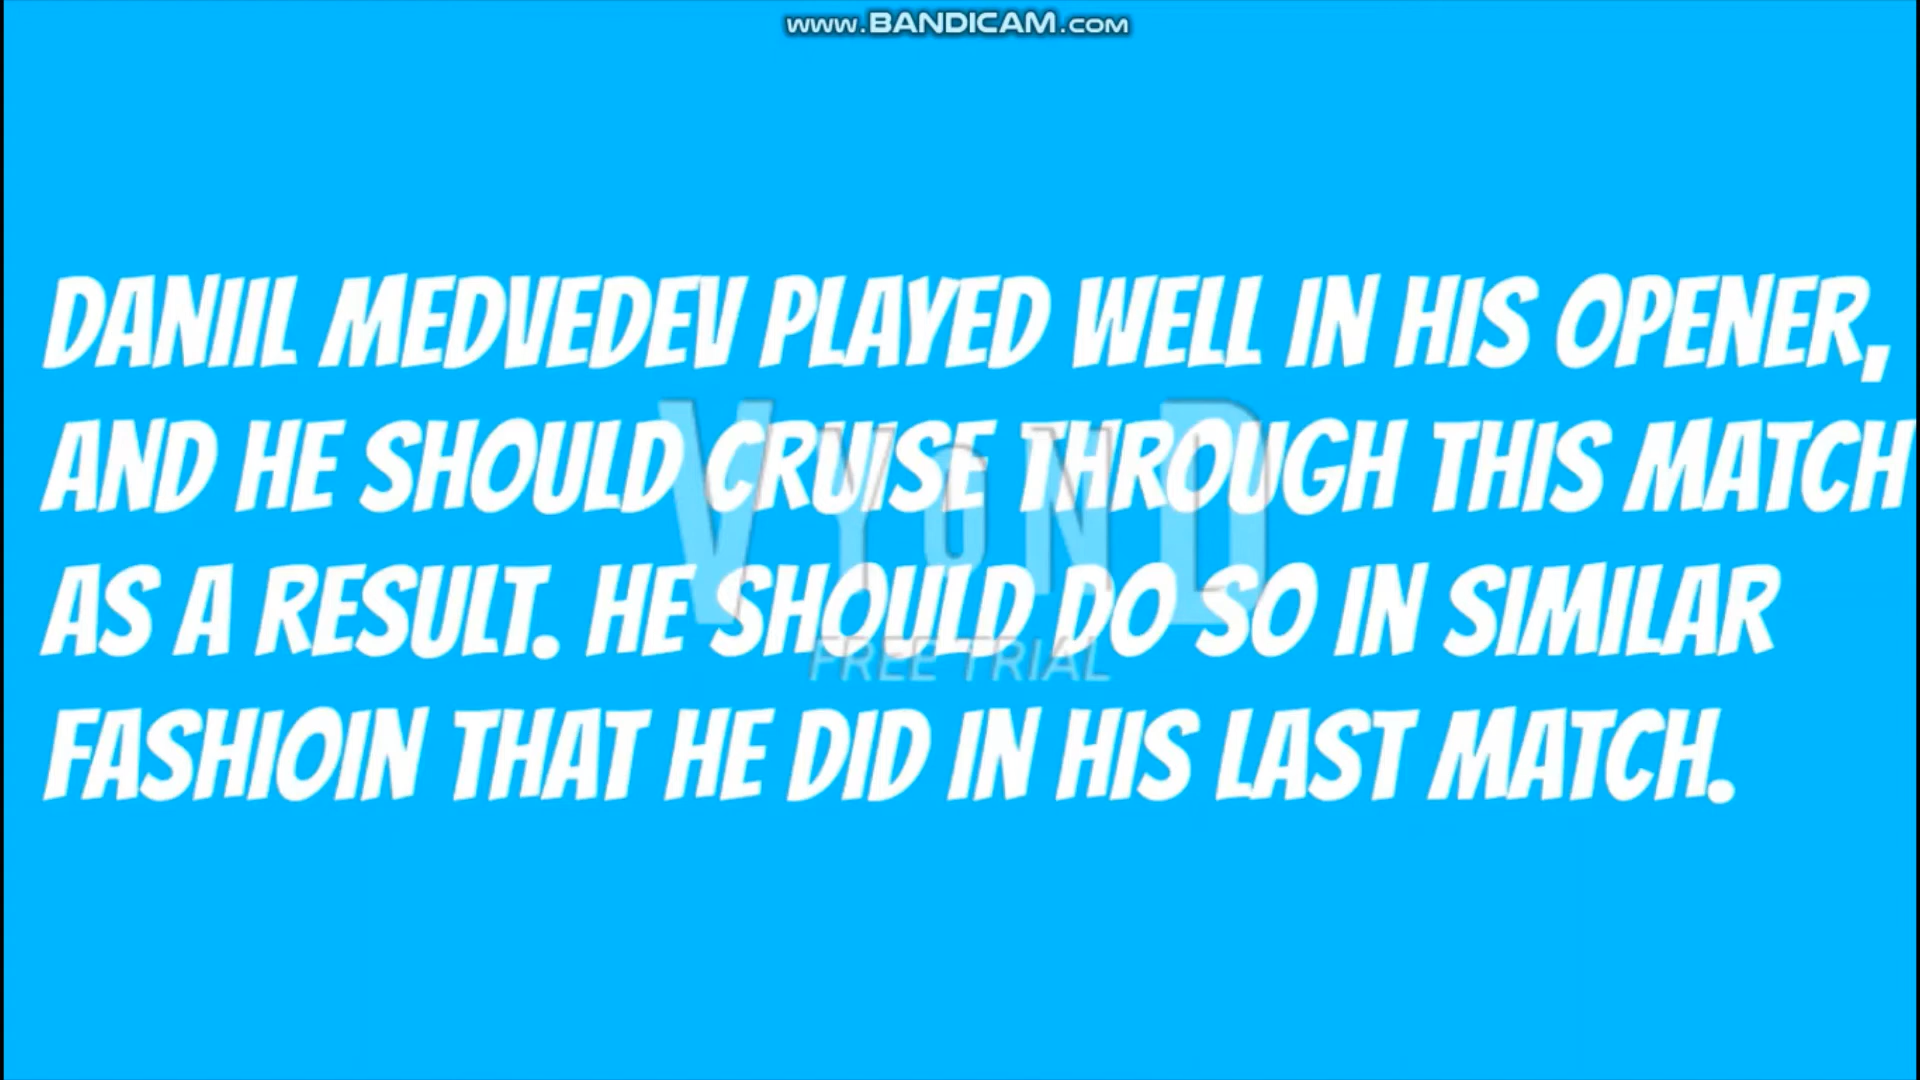 www.BANDICAM.com
DANIIL MEDVEDEV PLAYED WELL IN HIS OPENER,
AND HE SHOULD CRUISE THROUGH THIS MATCH
AS A RESULT. HE SHOULD DO SO IN SIMILAR
FASHIOIN THAT HE DID IN HIS LAST MATCH.
VYOND
FREE TRIAL